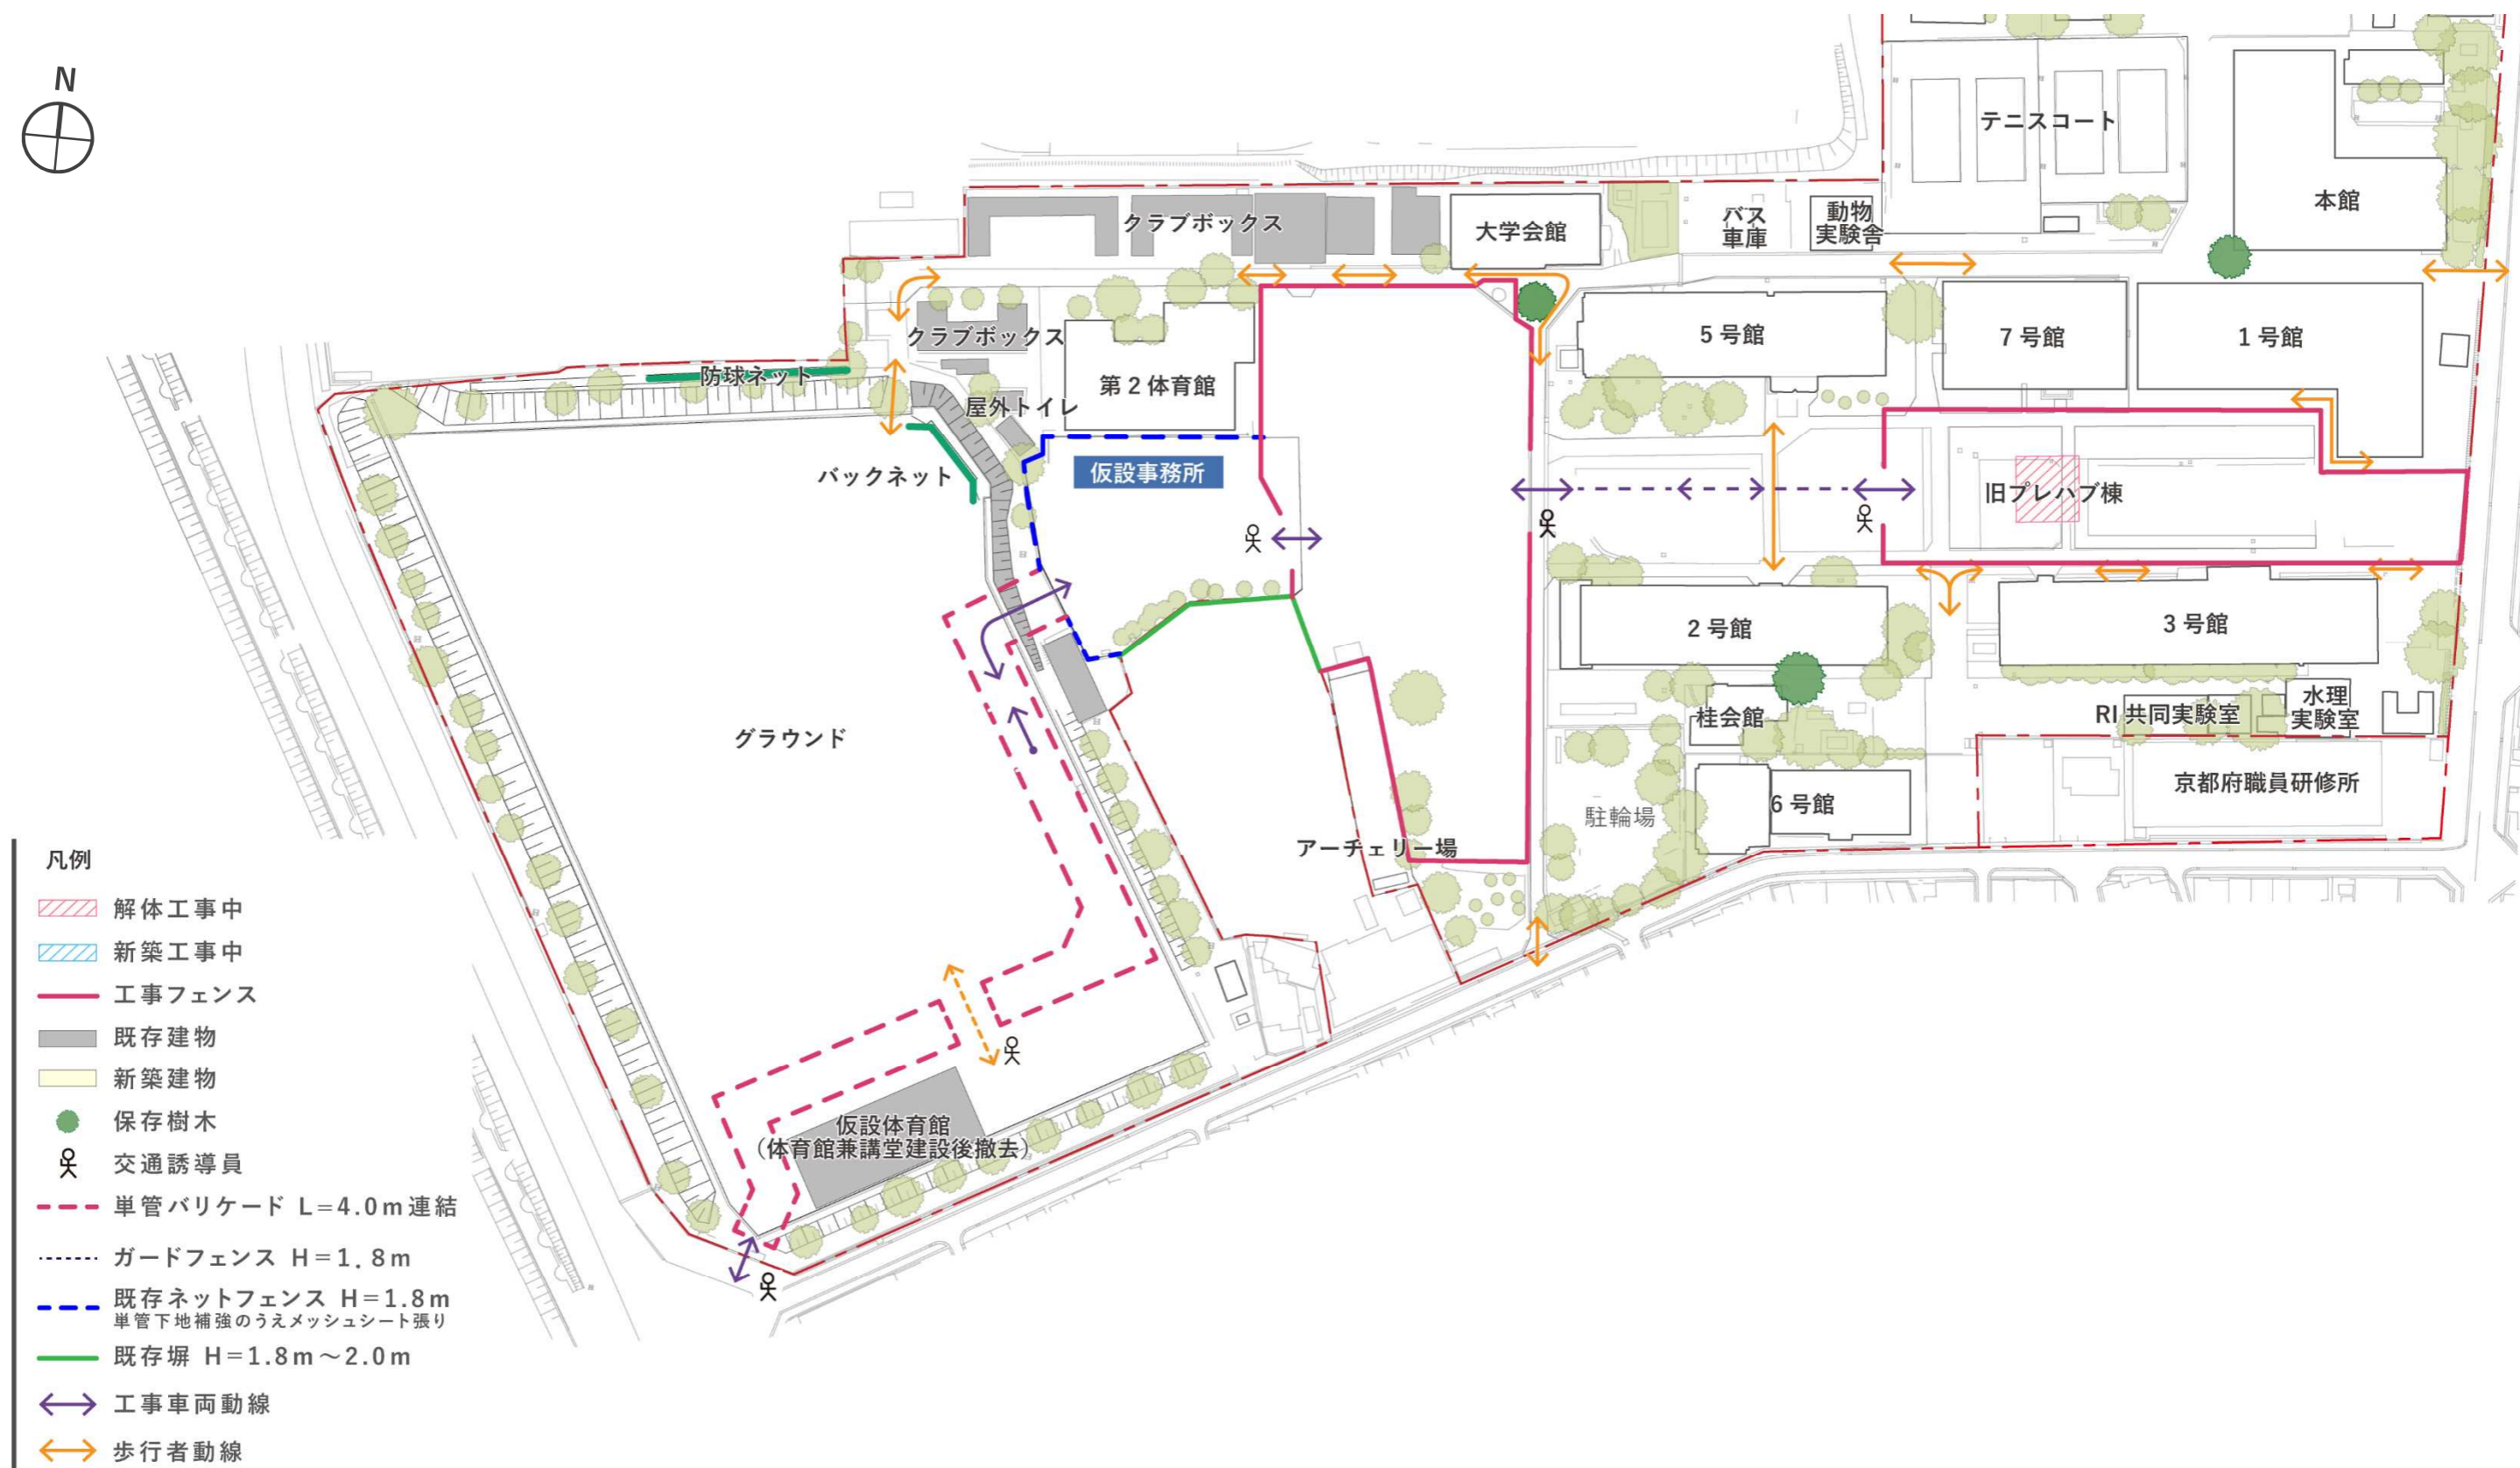 N
テニスコート
本館
クラブボックス
大学会館
バス
車庫
動物
実験舎
クラブボックス
5 号館
7 号館
1 号館
防球ネット
第 2 体育館
屋外トイレ
バックネット
仮設事務所
旧プレハブ棟
2 号館
3 号館
桂会館
RI 共同実験室
水理
実験室
グラウンド
京都府職員研修所
6 号館
駐輪場
アーチェリー場
仮設体育館
（体育館兼講堂建設後撤去）
凡例
解体工事中
新築工事中
工事フェンス
既存建物
新築建物
保存樹木
交通誘導員
単管バリケード L＝4.0m連結
ガードフェンス H＝1.8m
既存ネットフェンス H＝1.8m
単管下地補強のうえメッシュシート張り
既存塀 H＝1.8m～2.0m
工事車両動線
歩行者動線